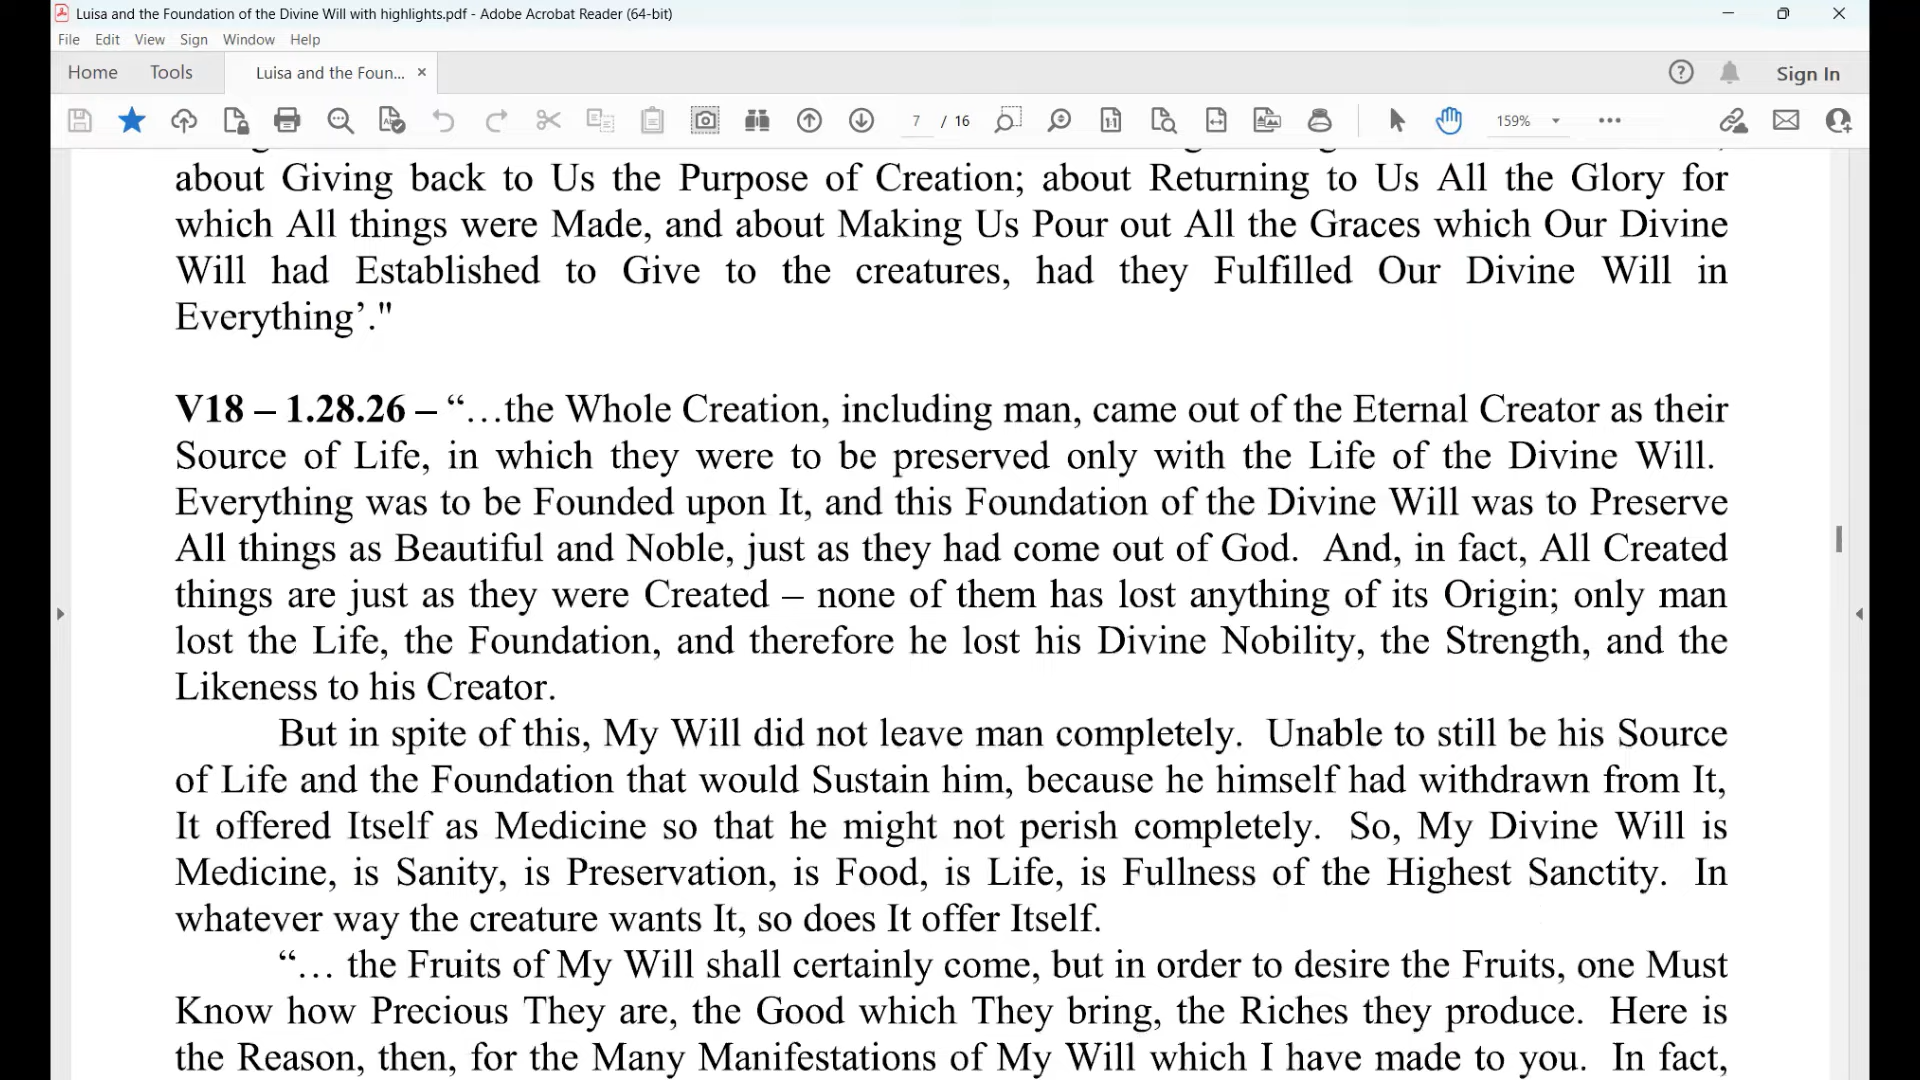 Luisa and the Foundation of the Divine Will with highlights.pdf - Adobe Acrobat Reader (64-bit)
File Edit View Sign Window Help
Home Tools Luisa and the Foun... × Sign In
7 / 16 159%
about Giving back to Us the Purpose of Creation; about Returning to Us All the Glory for
which All things were Made, and about Making Us Pour out All the Graces which Our Divine
Will had Established to Give to the creatures, had they Fulfilled Our Divine Will in
Everything’."
V18 – 1.28.26 – “…the Whole Creation, including man, came out of the Eternal Creator as their
Source of Life, in which they were to be preserved only with the Life of the Divine Will.
Everything was to be Founded upon It, and this Foundation of the Divine Will was to Preserve
All things as Beautiful and Noble, just as they had come out of God. And, in fact, All Created
things are just as they were Created – none of them has lost anything of its Origin; only man
lost the Life, the Foundation, and therefore he lost his Divine Nobility, the Strength, and the
Likeness to his Creator.
But in spite of this, My Will did not leave man completely. Unable to still be his Source
of Life and the Foundation that would Sustain him, because he himself had withdrawn from It,
It offered Itself as Medicine so that he might not perish completely. So, My Divine Will is
Medicine, is Sanity, is Preservation, is Food, is Life, is Fullness of the Highest Sanctity. In
whatever way the creature wants It, so does It offer Itself.
“… the Fruits of My Will shall certainly come, but in order to desire the Fruits, one Must
Know how Precious They are, the Good which They bring, the Riches they produce. Here is
the Reason, then, for the Many Manifestations of My Will which I have made to you. In fact,